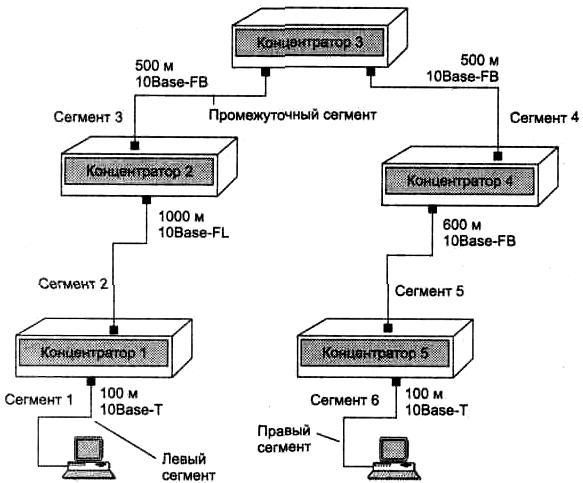 Концентратор 3
500 м
10Base-FB
500 м
10Base-FB
Промежуточный сегмент
Сегмент 3
Сегмент 4
Концентратор 2
Концентратор 4
1000 м
10Base-FL
600 м
10Base-FB
Сегмент 2
Сегмент 5
Концентратор 1
Концентратор 5
Сегмент 1
100 м
10Base-T
Сегмент 6
100 м
10Base-T
Левый
сегмент
Правый
сегмент